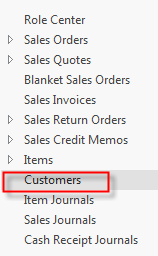 Role Center
Sales Orders
Sales Quotes
Blanket Sales Orders
Sales Invoices
Sales Return Orders
Sales Credit Memos
Items
Customers
Item Journals
Sales Journals
Cash Receipt Journals